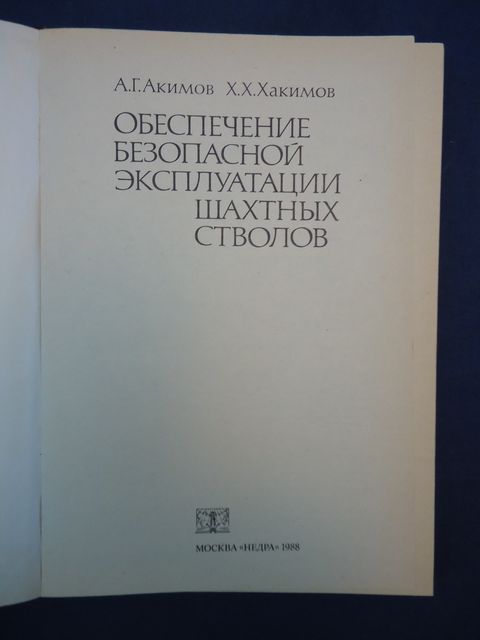 А.Г.Акимов Х.Х.Хакимов
ОБЕСПЕЧЕНИЕ
БЕЗОПАСНОЙ
ЭКСПЛУАТАЦИИ
ШАХТНЫХ
СТВОЛОВ
МОСКВА «НЕДРА» 1988